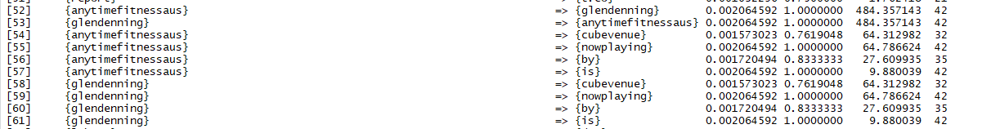 [52] {anytimefitnessaus} => {glendenning} 0.002064592 1.0000000 484.357143 42
[53] {glendenning} => {anytimefitnessaus} 0.002064592 1.0000000 484.357143 42
[54] {anytimefitnessaus} => {cubevenue} 0.001573023 0.7619048 64.312982 32
[55] {anytimefitnessaus} => {nowplaying} 0.002064592 1.0000000 64.786624 42
[56] {anytimefitnessaus} => {by} 0.001720494 0.8333333 27.609935 35
[57] {anytimefitnessaus} => {is} 0.002064592 1.0000000 9.880039 42
[58] {glendenning} => {cubevenue} 0.001573023 0.7619048 64.312982 32
[59] {glendenning} => {nowplaying} 0.002064592 1.0000000 64.786624 42
[60] {glendenning} => {by} 0.001720494 0.8333333 27.609935 35
[61] {glendenning} => {is} 0.002064592 1.0000000 9.880039 42